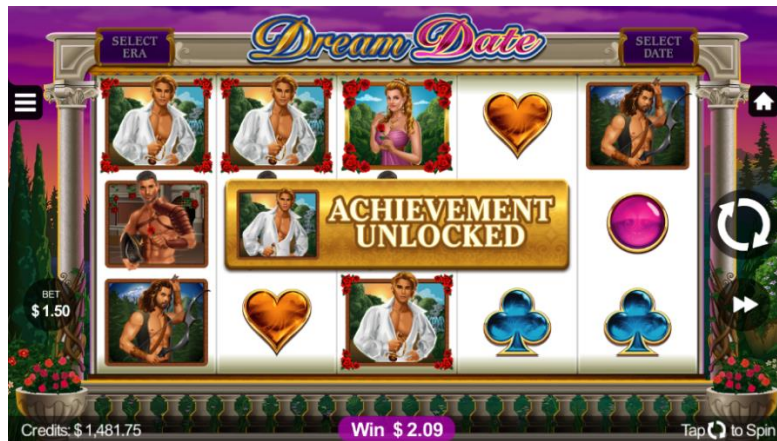 Dream Date
SELECT
ERA
SELECT
DATE
ACHIEVEMENT
UNLOCKED
BET
$1.50
Credits: $1,481.75
Win $2.09
Tap to Spin